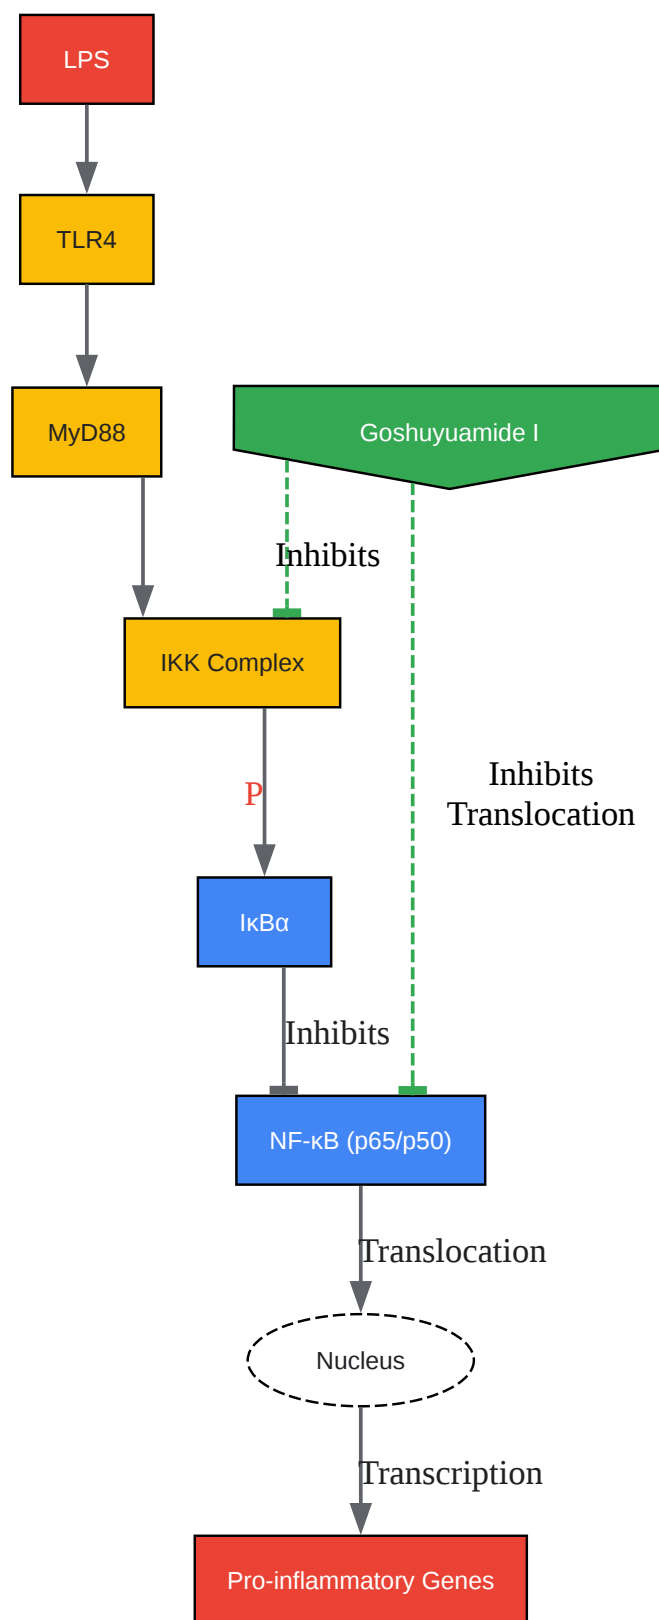 LPS
TLR4
MyD88
Goshuyuamide I
Inhibits
IKK Complex
P
Inhibits
Translocation
IκBα
Inhibits
NF-κB (p65/p50)
Translocation
Nucleus
Transcription
Pro-inflammatory Genes